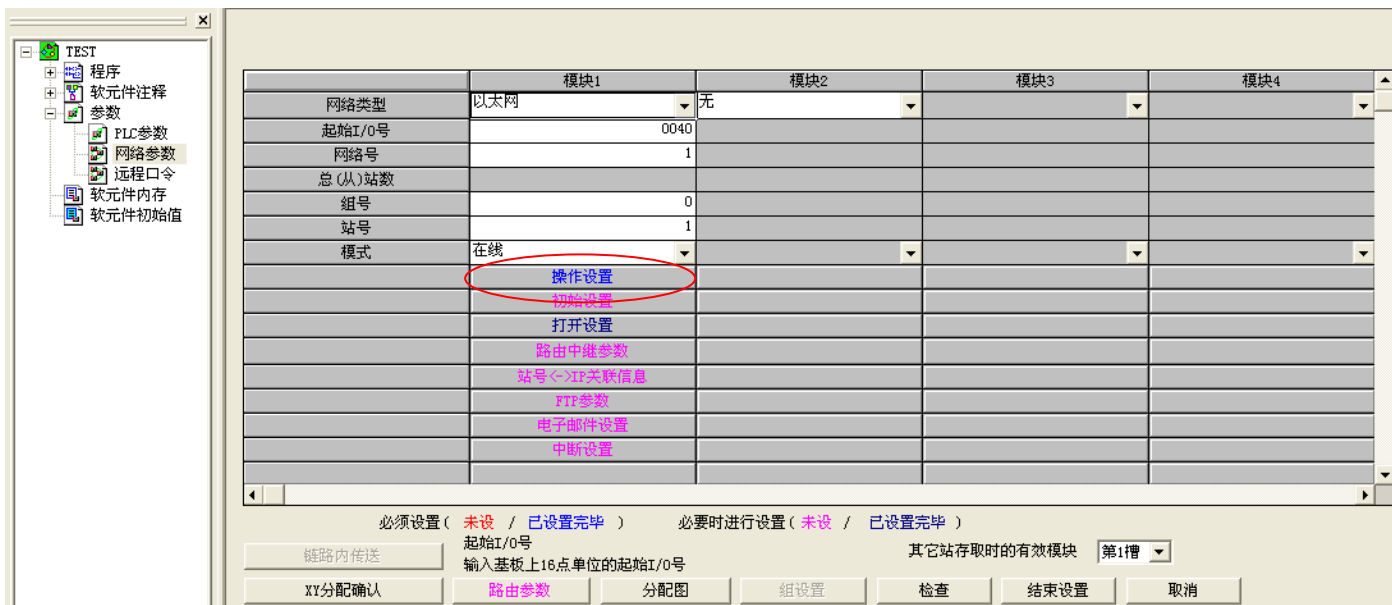 TEST
程序
软元件注释
参数
PLC参数
网络参数
远程口令
软元件内存
软元件初始值
模块1 模块2 模块3 模块4
网络类型 以太网 无
起始I/O号 0040
网络号 1
总(从)站数
组号 0
站号 1
模式 在线
操作设置
初始设置
打开设置
路由中继参数
站号<->IP关联信息
FTP参数
电子邮件设置
中断设置
必须设置( 未设 / 已设置完毕 ) 必要时进行设置( 未设 / 已设置完毕 )
链路内传送 起始I/O号 其它站存取时的有效模块 第1槽
输入基板上16点单位的起始I/O号
XY分配确认 路由参数 分配图 组设置 检查 结束设置 取消